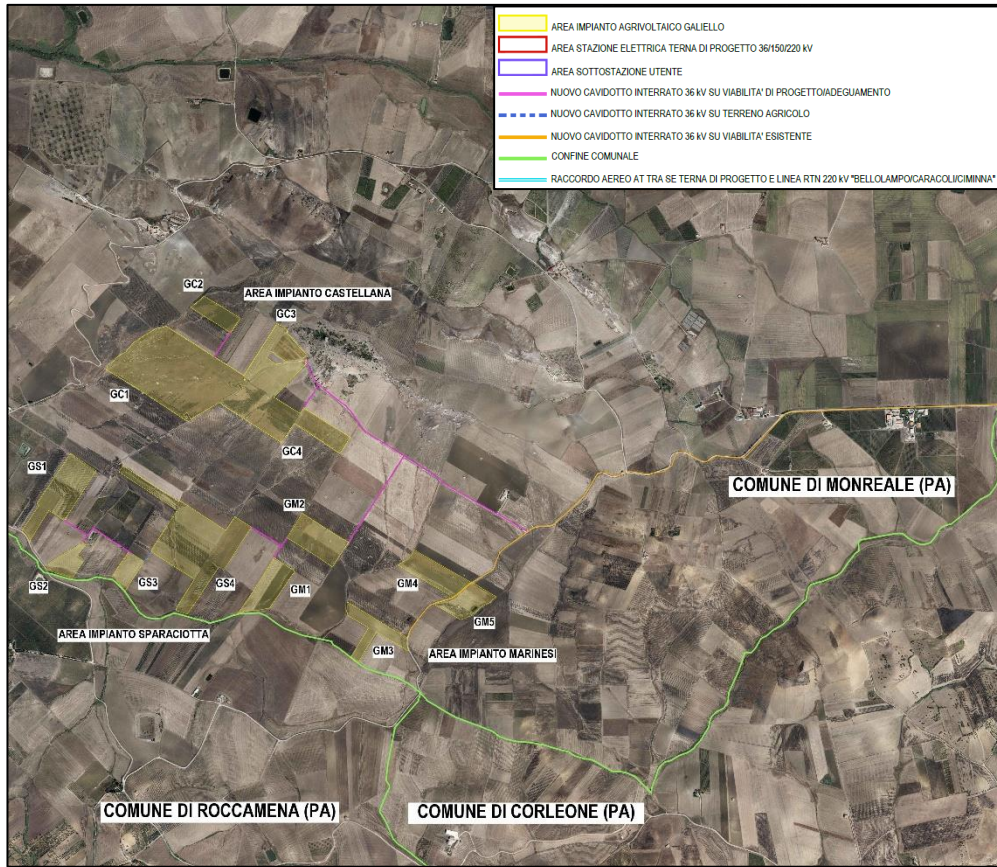 AREA IMPIANTO AGRIVOLTAICO GALIELLO
AREA STAZIONE ELETTRICA TERNA DI PROGETTO 36/150/220 kV
AREA SOTTOSTAZIONE UTENTE
NUOVO CAVIDOTTO INTERRATO 36 kV SU VIABILITA' DI PROGETTO/ADEGUAMENTO
NUOVO CAVIDOTTO INTERRATO 36 kV SU TERRENO AGRICOLO
NUOVO CAVIDOTTO INTERRATO 36 kV SU VIABILITA' ESISTENTE
CONFINE COMUNALE
RACCORDO AEREO AT TRA SE TERNA DI PROGETTO E LINEA RTN 220 kV "BELLOLAMPO/CARACOLI/CIMINNA"
GC2
AREA IMPIANTO CASTELLANA
GC3
GC1
GC4
GS1
GM2
COMUNE DI MONREALE (PA)
GM4
GS2
GS3
GS4
GM1
GM5
AREA IMPIANTO SPARACIOTTA
GM3
AREA IMPIANTO MARINESI
COMUNE DI ROCCAMENA (PA)
COMUNE DI CORLEONE (PA)